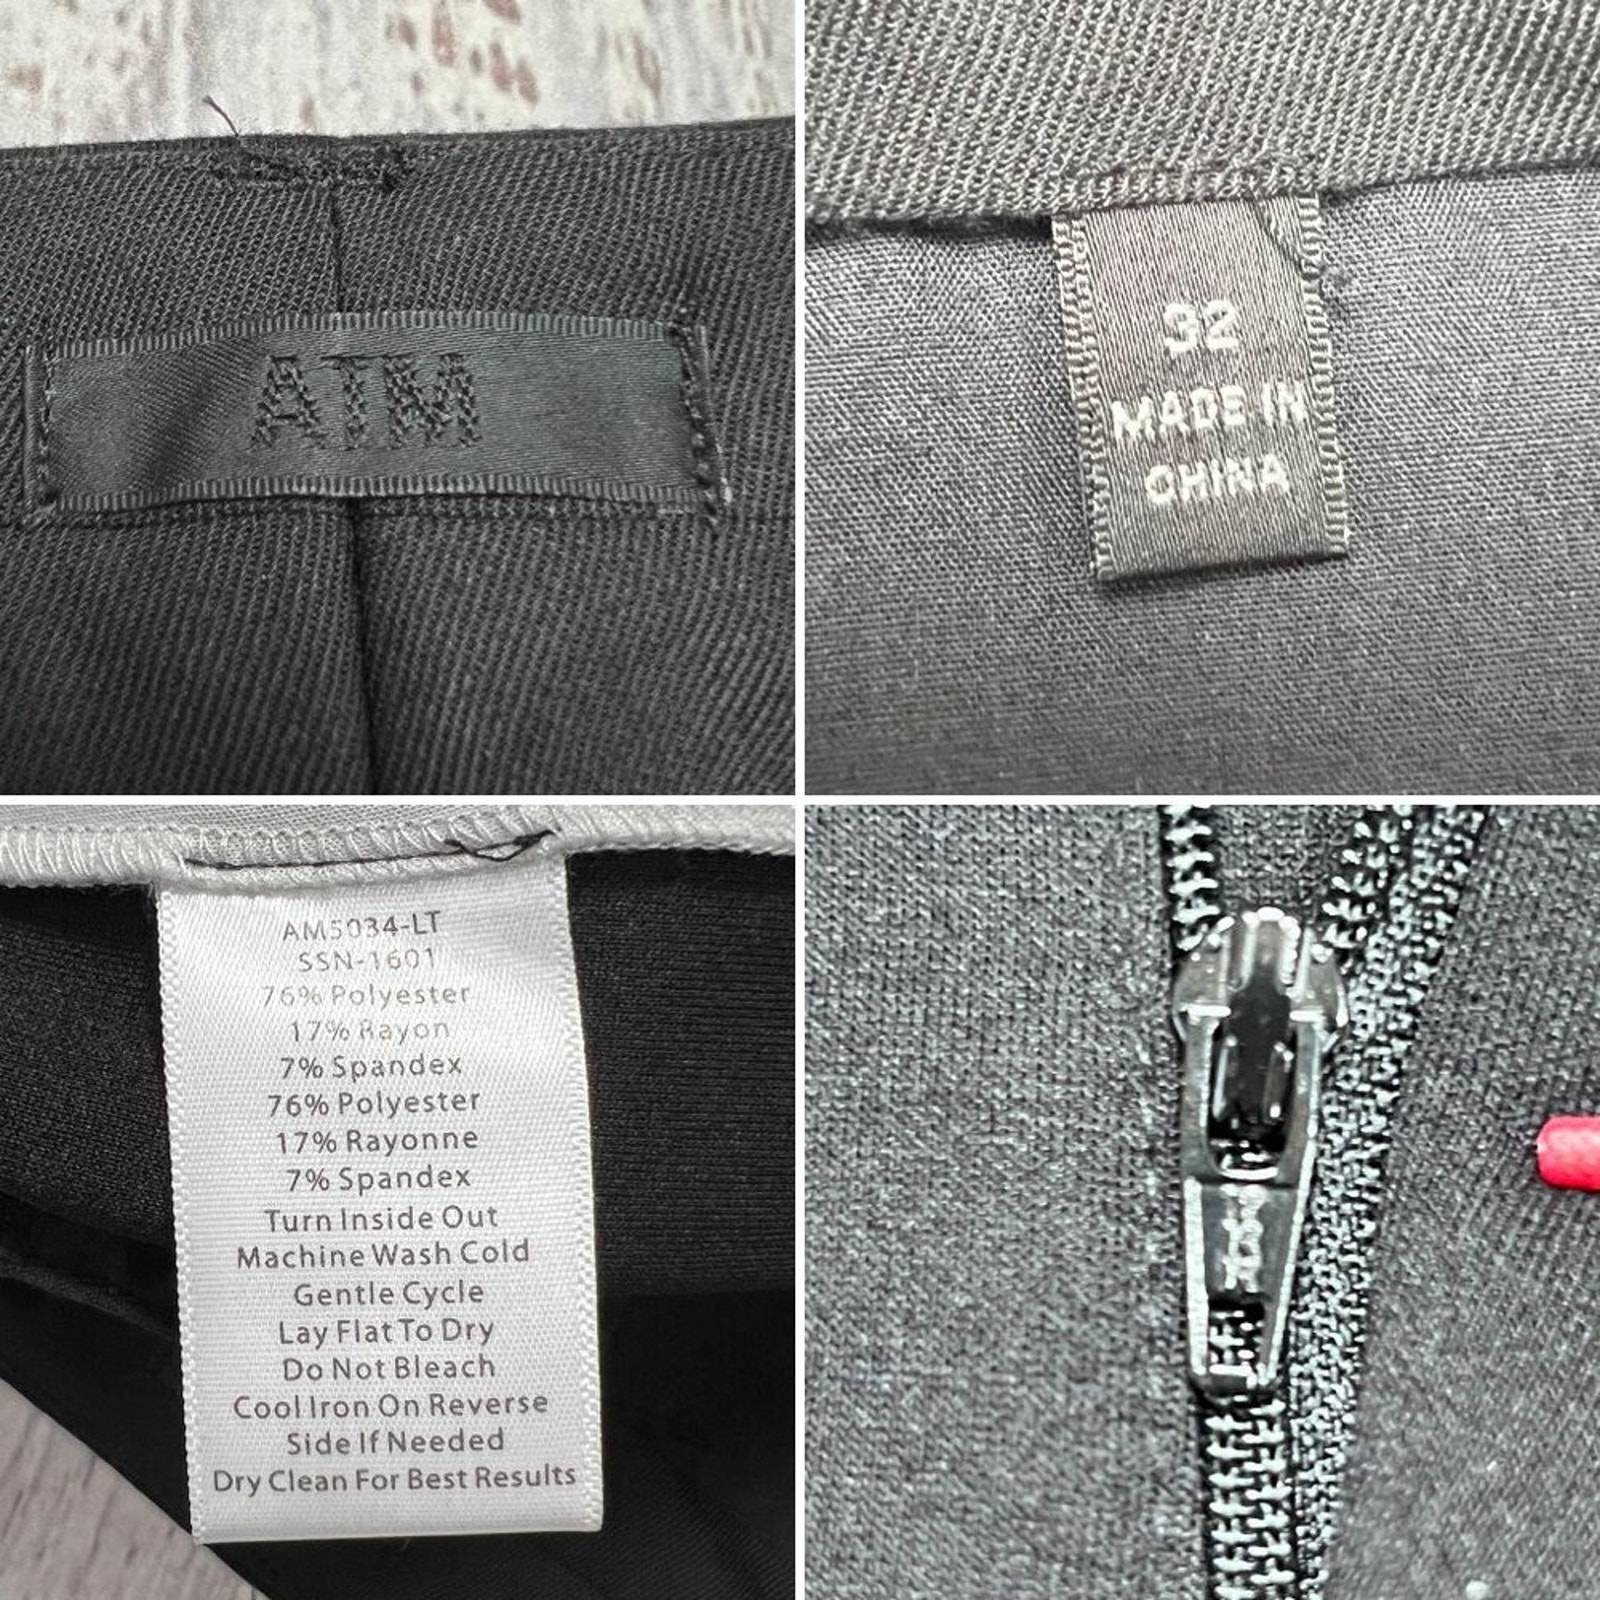 ATM
32
MADE IN
CHINA
AM5034-LT
SSN-1601
76% Polyester
17% Rayon
7% Spandex
76% Polyester
17% Rayonne
7% Spandex
Turn Inside Out
Machine Wash Cold
Gentle Cycle
Lay Flat To Dry
Do Not Bleach
Cool Iron On Reverse
Side If Needed
Dry Clean For Best Results